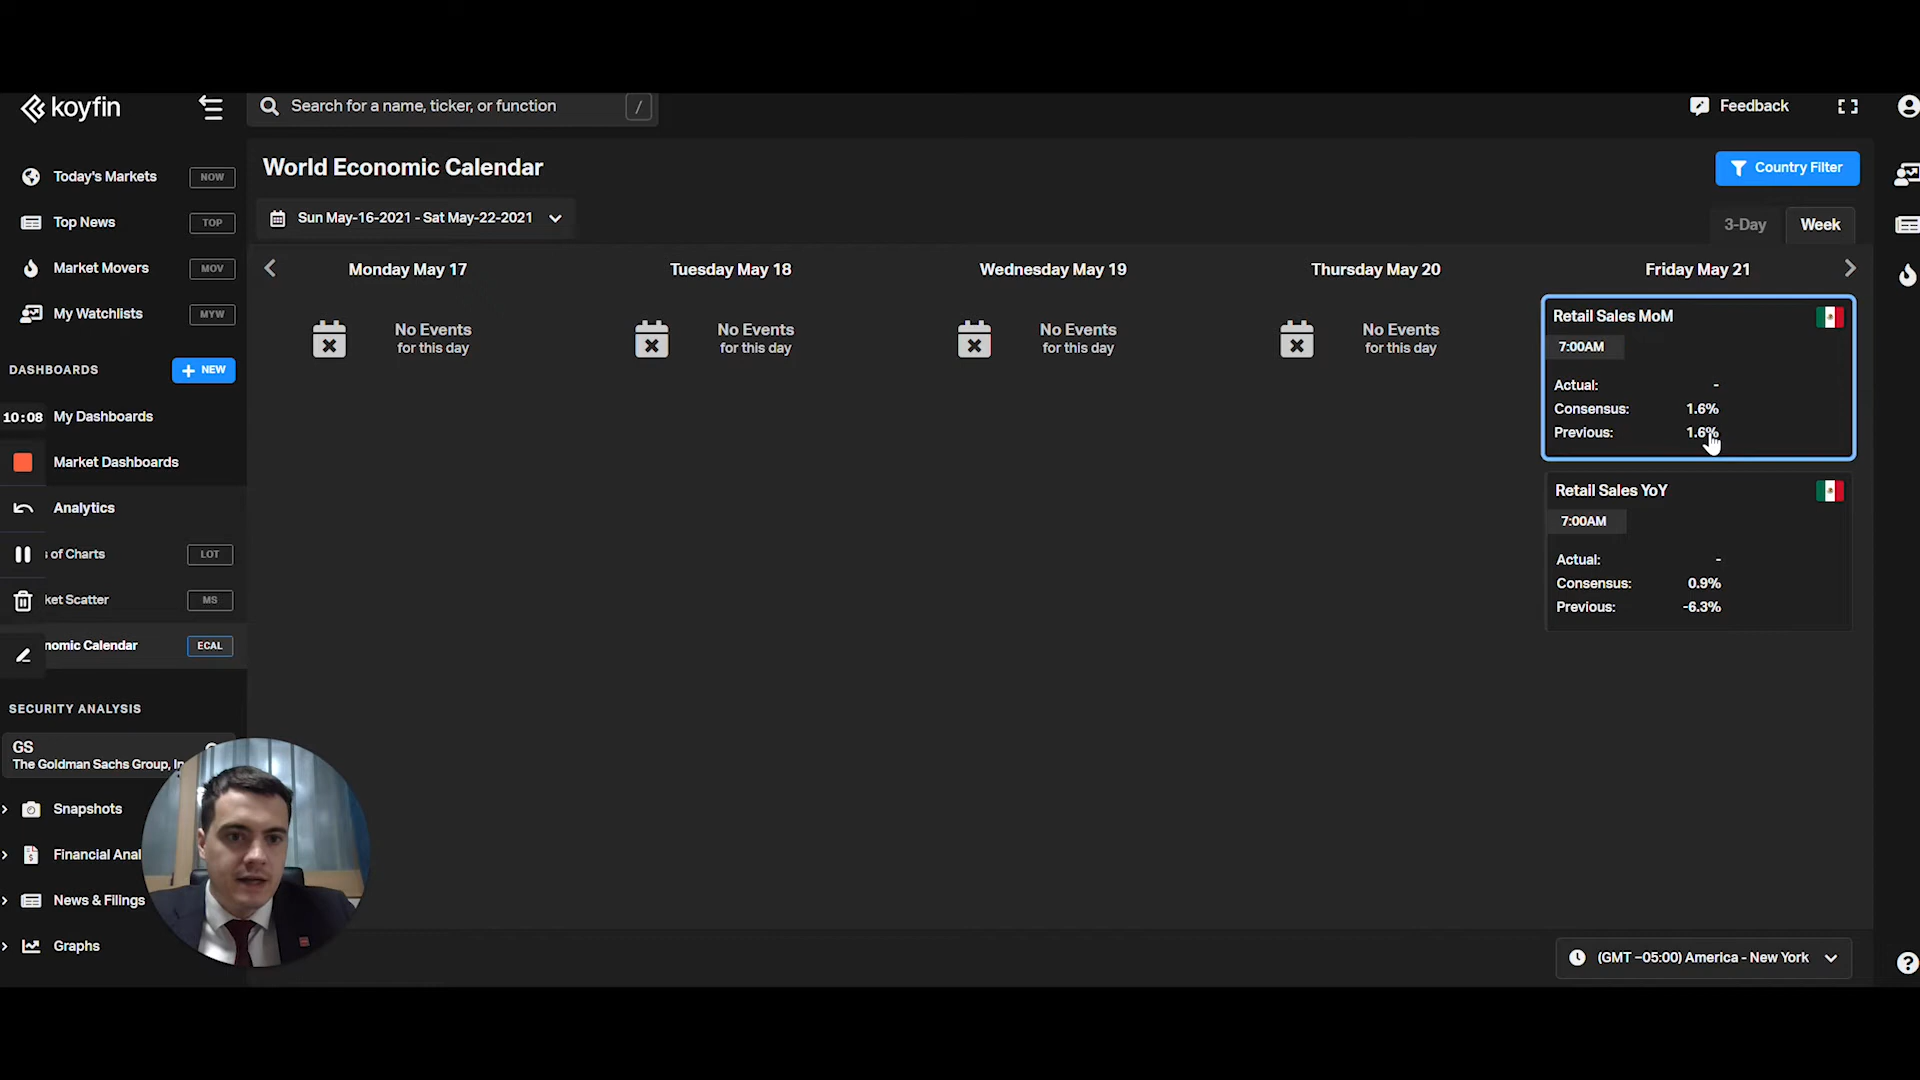 koyfin
Search for a name, ticker, or function
/
Feedback
World Economic Calendar
Country Filter
Sun May-16-2021 - Sat May-22-2021
3-Day
Week
Today's Markets
NOW
Top News
TOP
Market Movers
MOV
My Watchlists
MYW
DASHBOARDS
NEW
10:08
My Dashboards
Market Dashboards
Analytics
s of Charts
LOT
ket Scatter
MS
nomic Calendar
ECAL
SECURITY ANALYSIS
GS
The Goldman Sachs Group, In
Snapshots
Financial Anal
News & Filings
Graphs
Monday May 17
No Events
for this day
Tuesday May 18
No Events
for this day
Wednesday May 19
No Events
for this day
Thursday May 20
No Events
for this day
Friday May 21
Retail Sales MoM
7:00AM
Actual: -
Consensus: 1.6%
Previous: 1.6%
Retail Sales YoY
7:00AM
Actual: -
Consensus: 0.9%
Previous: -6.3%
(GMT −05:00) America - New York
?